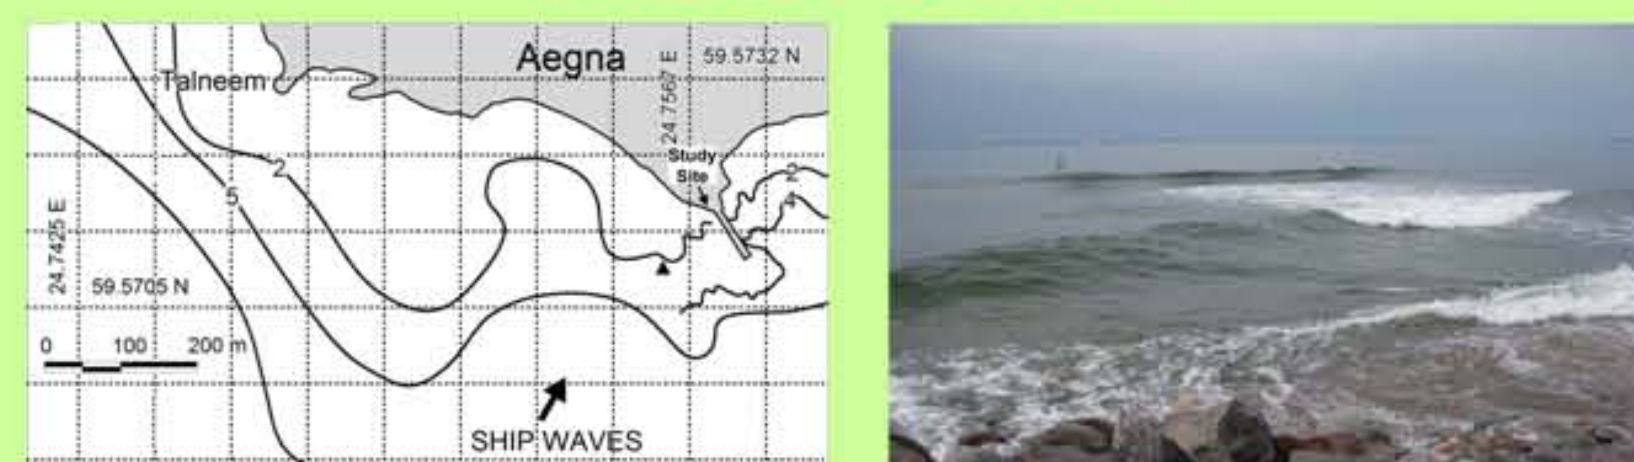 Aegna
59.5732 N
24.7567 E
Talneem
Study
Site
2
5
2
4
24.7425 E
59.5705 N
0 100 200 m
SHIP WAVES